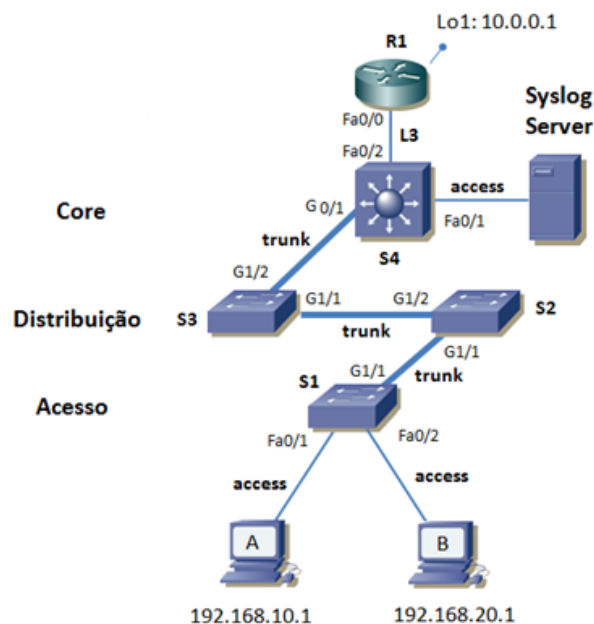 Lo1: 10.0.0.1
R1
Syslog
Server
Fa0/0
L3
Fa0/2
access
Core
G 0/1
Fa0/1
trunk
S4
G1/2
G1/1
G1/2
S2
Distribuição
S3
trunk
G1/1
S1
G1/1
trunk
Acesso
Fa0/1
Fa0/2
access
access
A
B
192.168.10.1
192.168.20.1